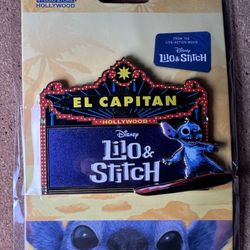 HOLLYWOOD
FROM THE
LIVE-ACTION MOVIE
Disney
LILO & STITCH
EL CAPITAN
HOLLYWOOD
Disney
LILO &
STITCH